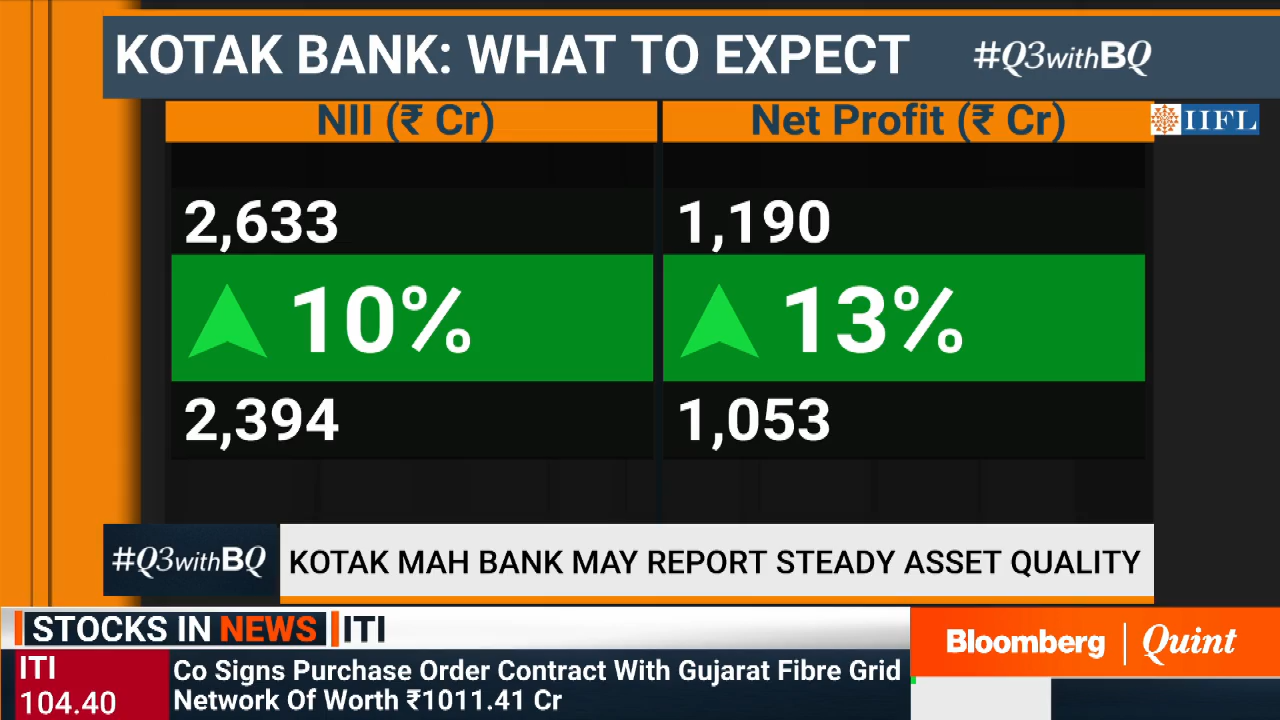 KOTAK BANK: WHAT TO EXPECT #Q3withBQ
NII (₹ Cr) Net Profit (₹ Cr)
IIFL
2,633 1,190
10% 13%
2,394 1,053
#Q3withBQ KOTAK MAH BANK MAY REPORT STEADY ASSET QUALITY
STOCKS IN NEWS ITI
Bloomberg | Quint
ITI
104.40
Co Signs Purchase Order Contract With Gujarat Fibre Grid
Network Of Worth ₹1011.41 Cr